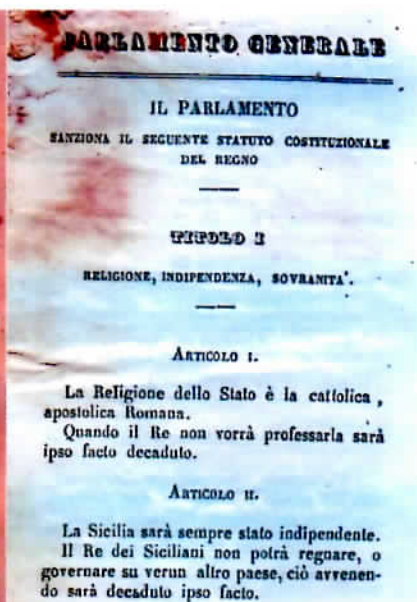 PARLAMENTO GENERALE
IL PARLAMENTO
SANZIONA IL SEGUENTE STATUTO COSTITUZIONALE
DEL REGNO
TITOLO I
RELIGIONE, INDIPENDENZA, SOVRANITA'.
ARTICOLO I.
La Religione dello Stato è la cattolica,
apostolica Romana.
Quando il Re non vorrà professarla sarà
ipso facto decaduto.
ARTICOLO II.
La Sicilia sarà sempre stato indipendente.
Il Re dei Siciliani non potrà regnare, o
governare su verun altro paese, ciò avvenen-
do sarà decaduto ipso facto.